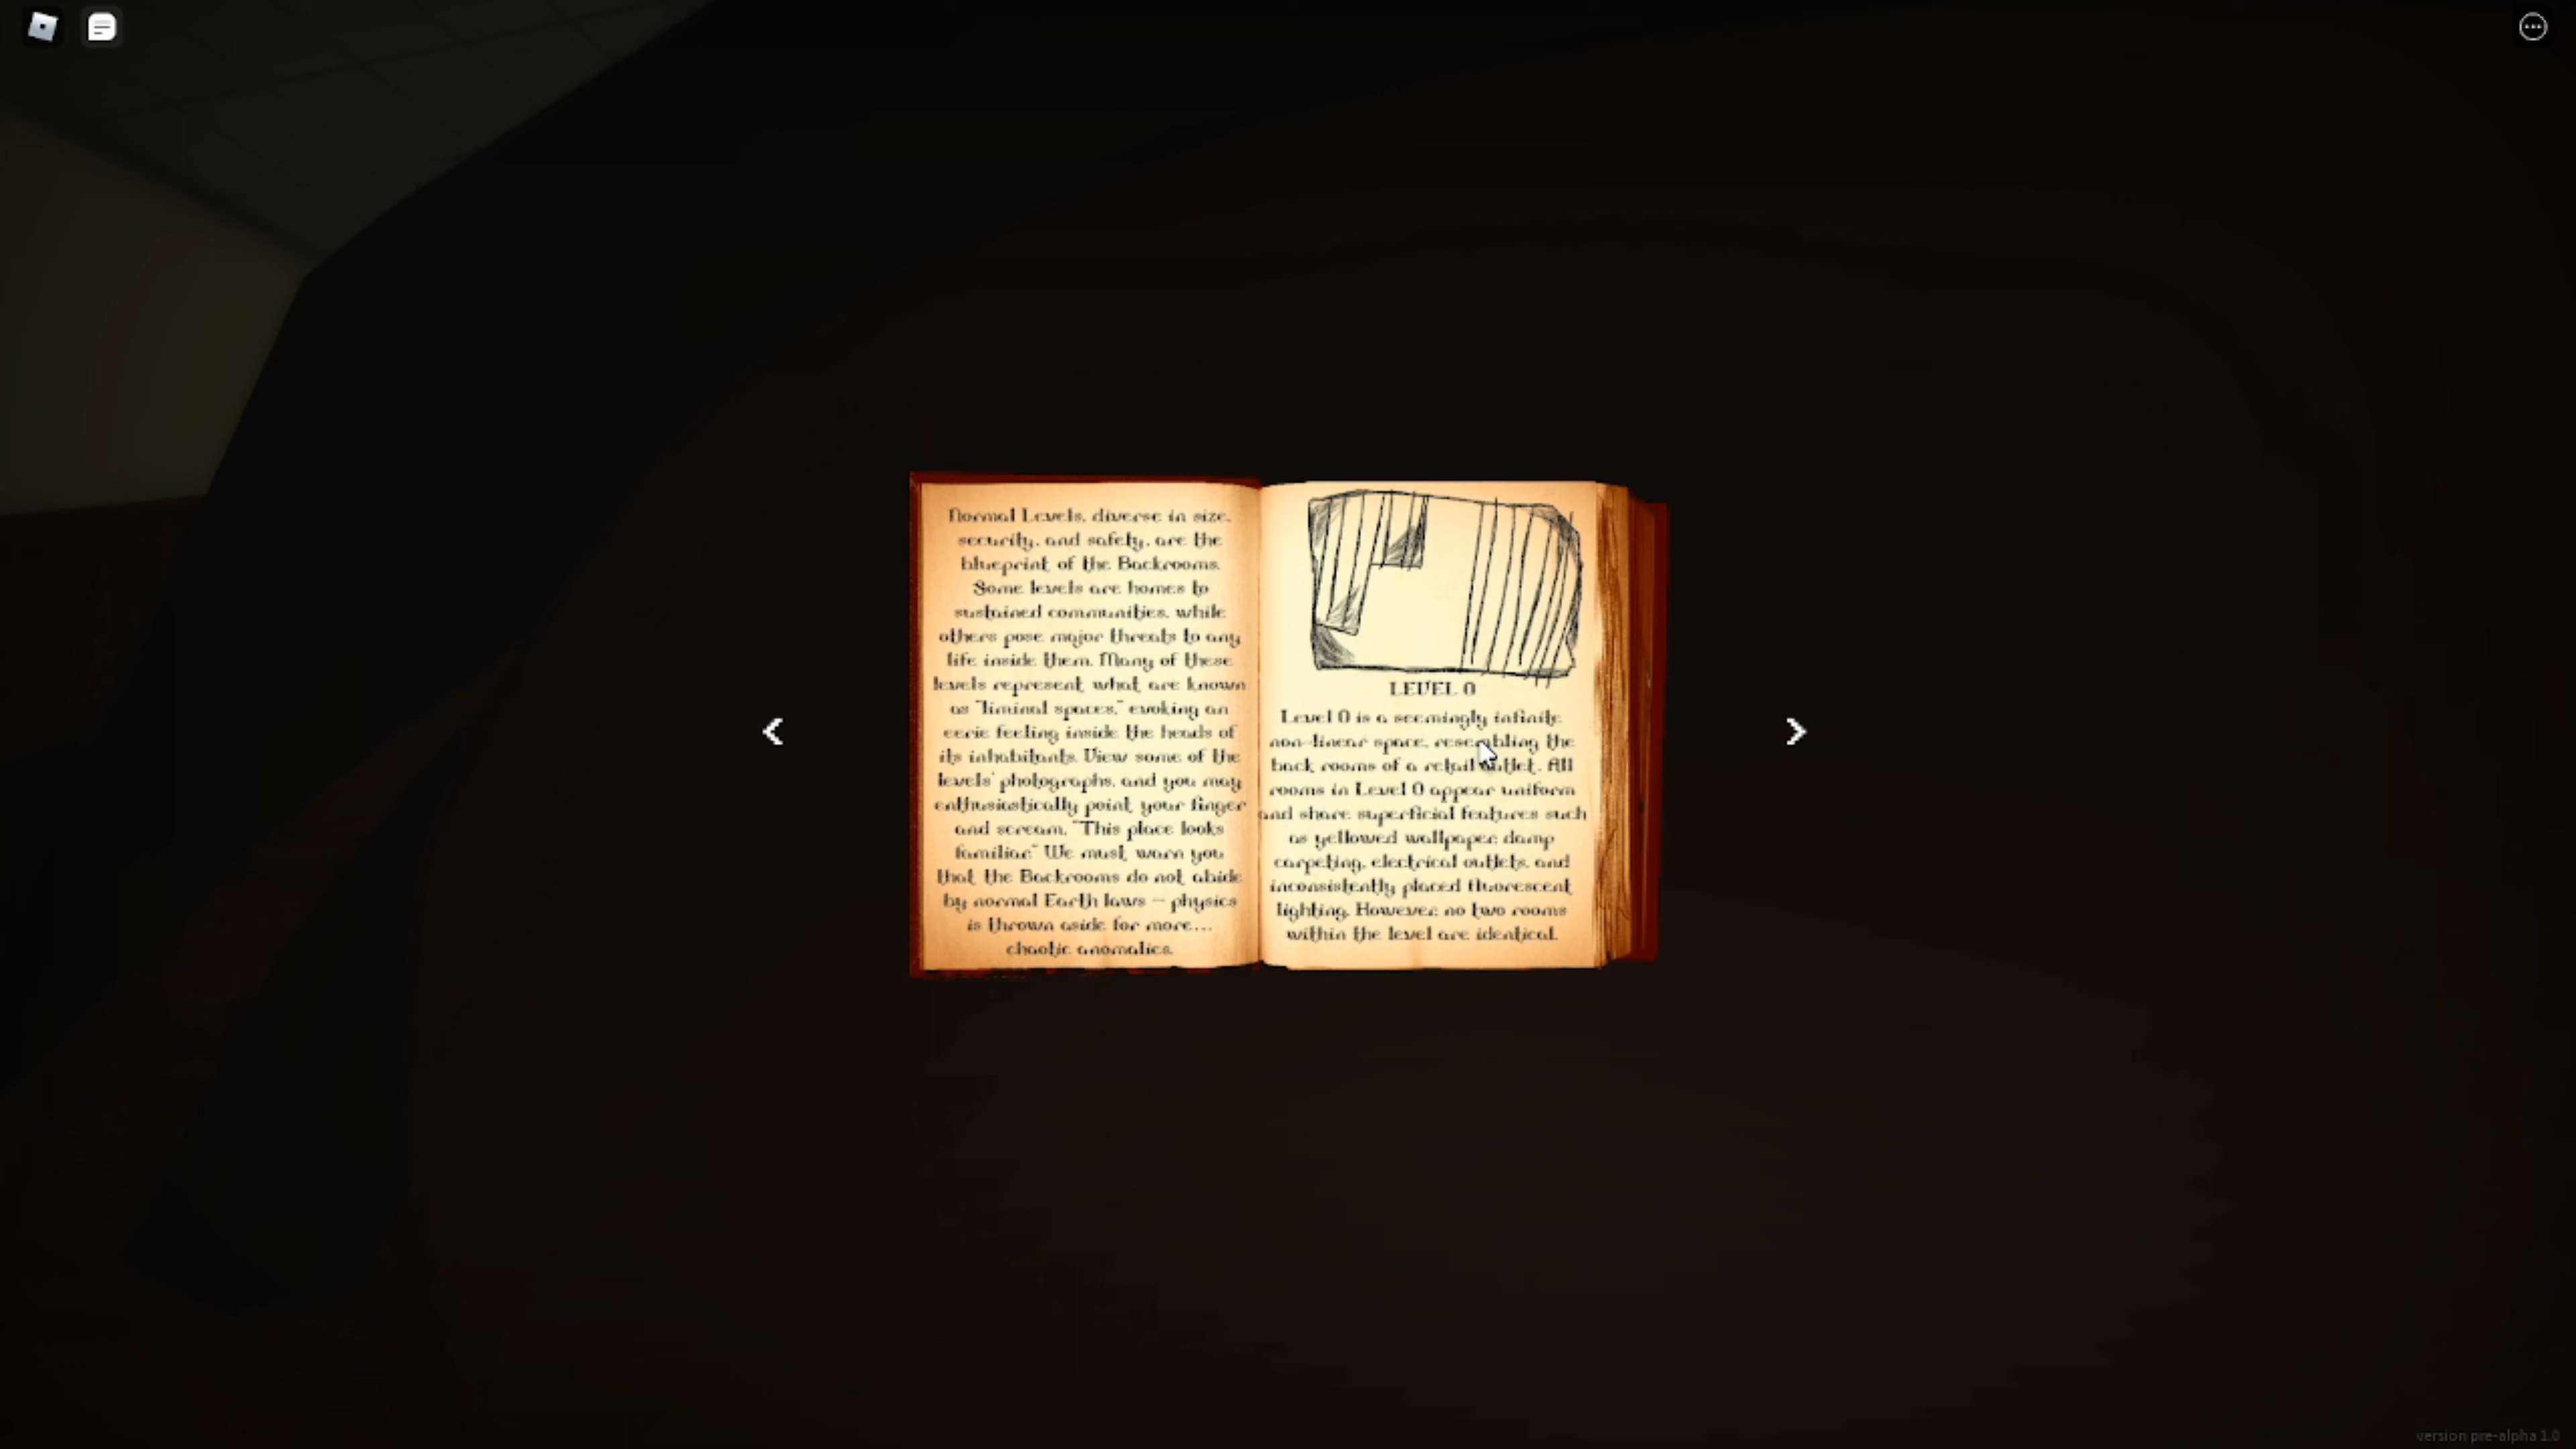 Normal Levels, diverse in size,
security, and safety, are the
blueprint of the Backrooms.
Some levels are homes to
sustained communities, while
others pose major threats to any
life inside them. Many of these
levels represent what are known
as "liminal spaces," evoking an
eerie feeling inside the heads of
its inhabitants. View some of the
levels' photographs, and you may
enthusiastically point your finger
and scream, "This place looks
familiar." We must warn you
that the Backrooms do not abide
by normal Earth laws — physics
is thrown aside for more...
chaotic anomalies.
LEVEL 0
Level 0 is a seemingly infinite
non-linear space, resembling the
back rooms of a retail outlet. All
rooms in Level 0 appear uniform
and share superficial features such
as yellowed wallpaper, damp
carpeting, electrical outlets, and
inconsistently placed fluorescent
lighting. However, no two rooms
within the level are identical.
version pre-alpha 1.0